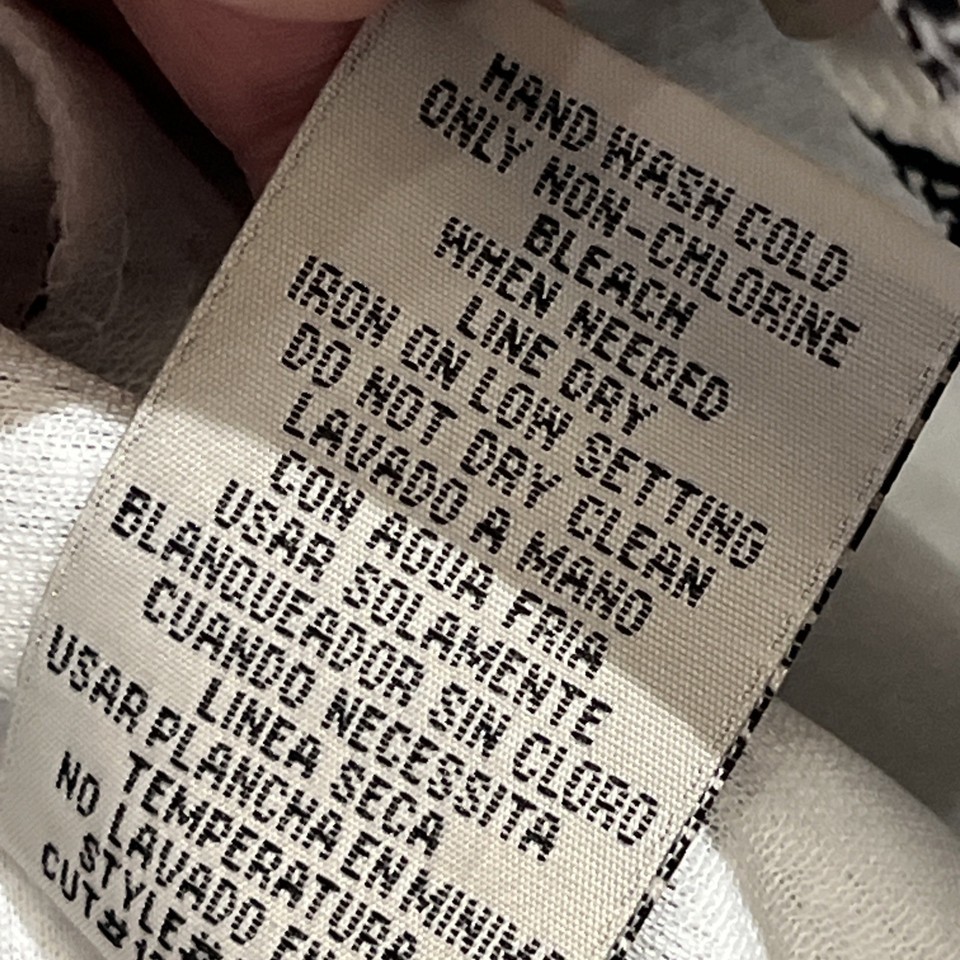 HAND WASH COLD
ONLY NON-CHLORINE
BLEACH
WHEN NEEDED
LINE DRY
IRON ON LOW SETTING
DO NOT DRY CLEAN
LAVADO A MANO
CON AGUA FRIA
USAR SOLAMENTE
BLANQUEADOR SIN CLORO
CUANDO NECESSITA
LINEA SECA
USAR PLANCHA EN MINIMA
TEMPERATURA
NO LAVADO
STYLE#
CUT#